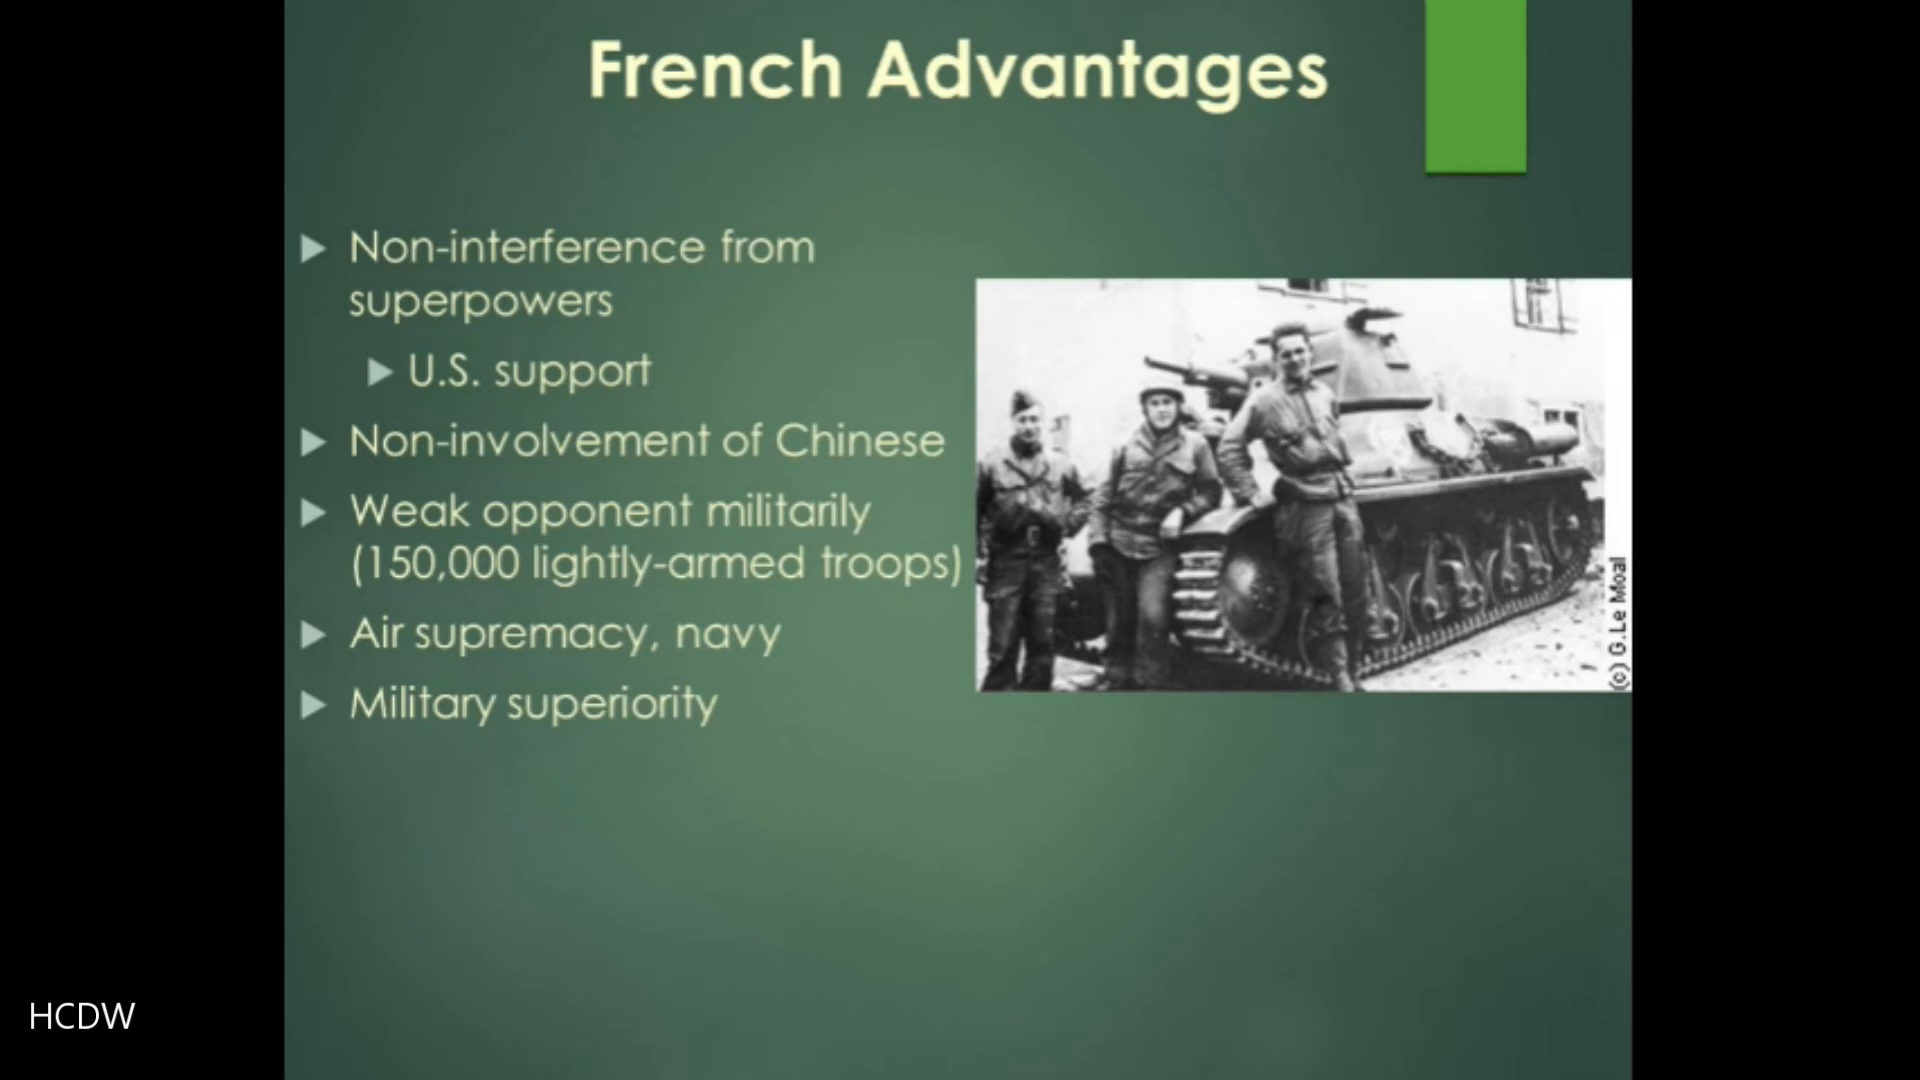 French Advantages
Non-interference from
superpowers
U.S. support
Non-involvement of Chinese
Weak opponent militarily
(150,000 lightly-armed troops)
Air supremacy, navy
Military superiority
(c) G.Le Moal
HCDW